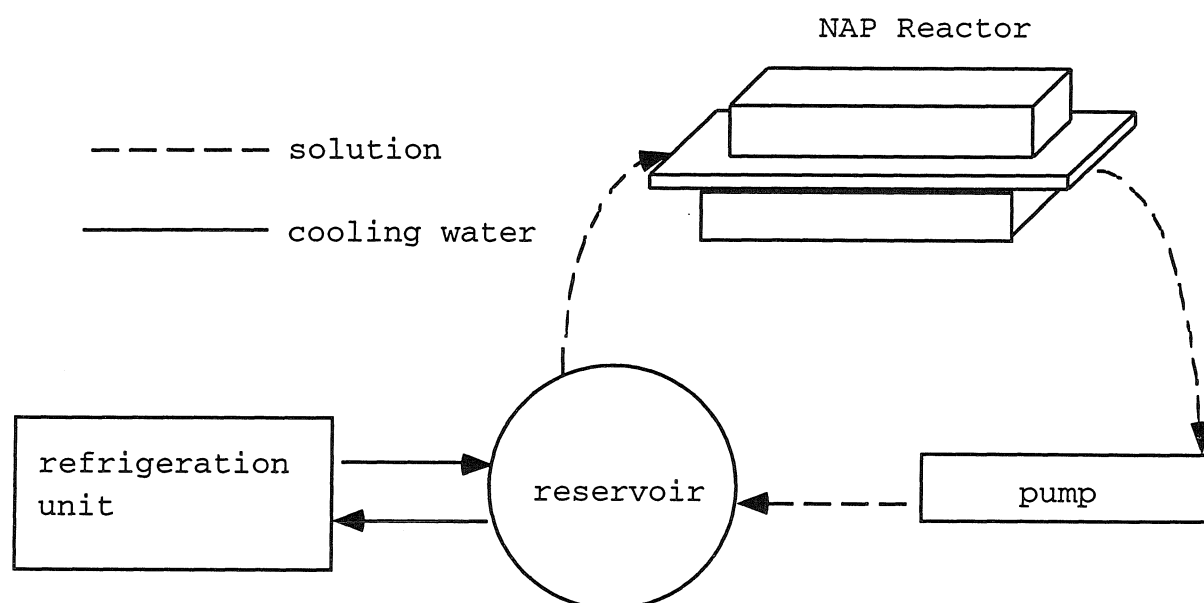 NAP Reactor
solution
cooling water
refrigeration
unit
reservoir
pump